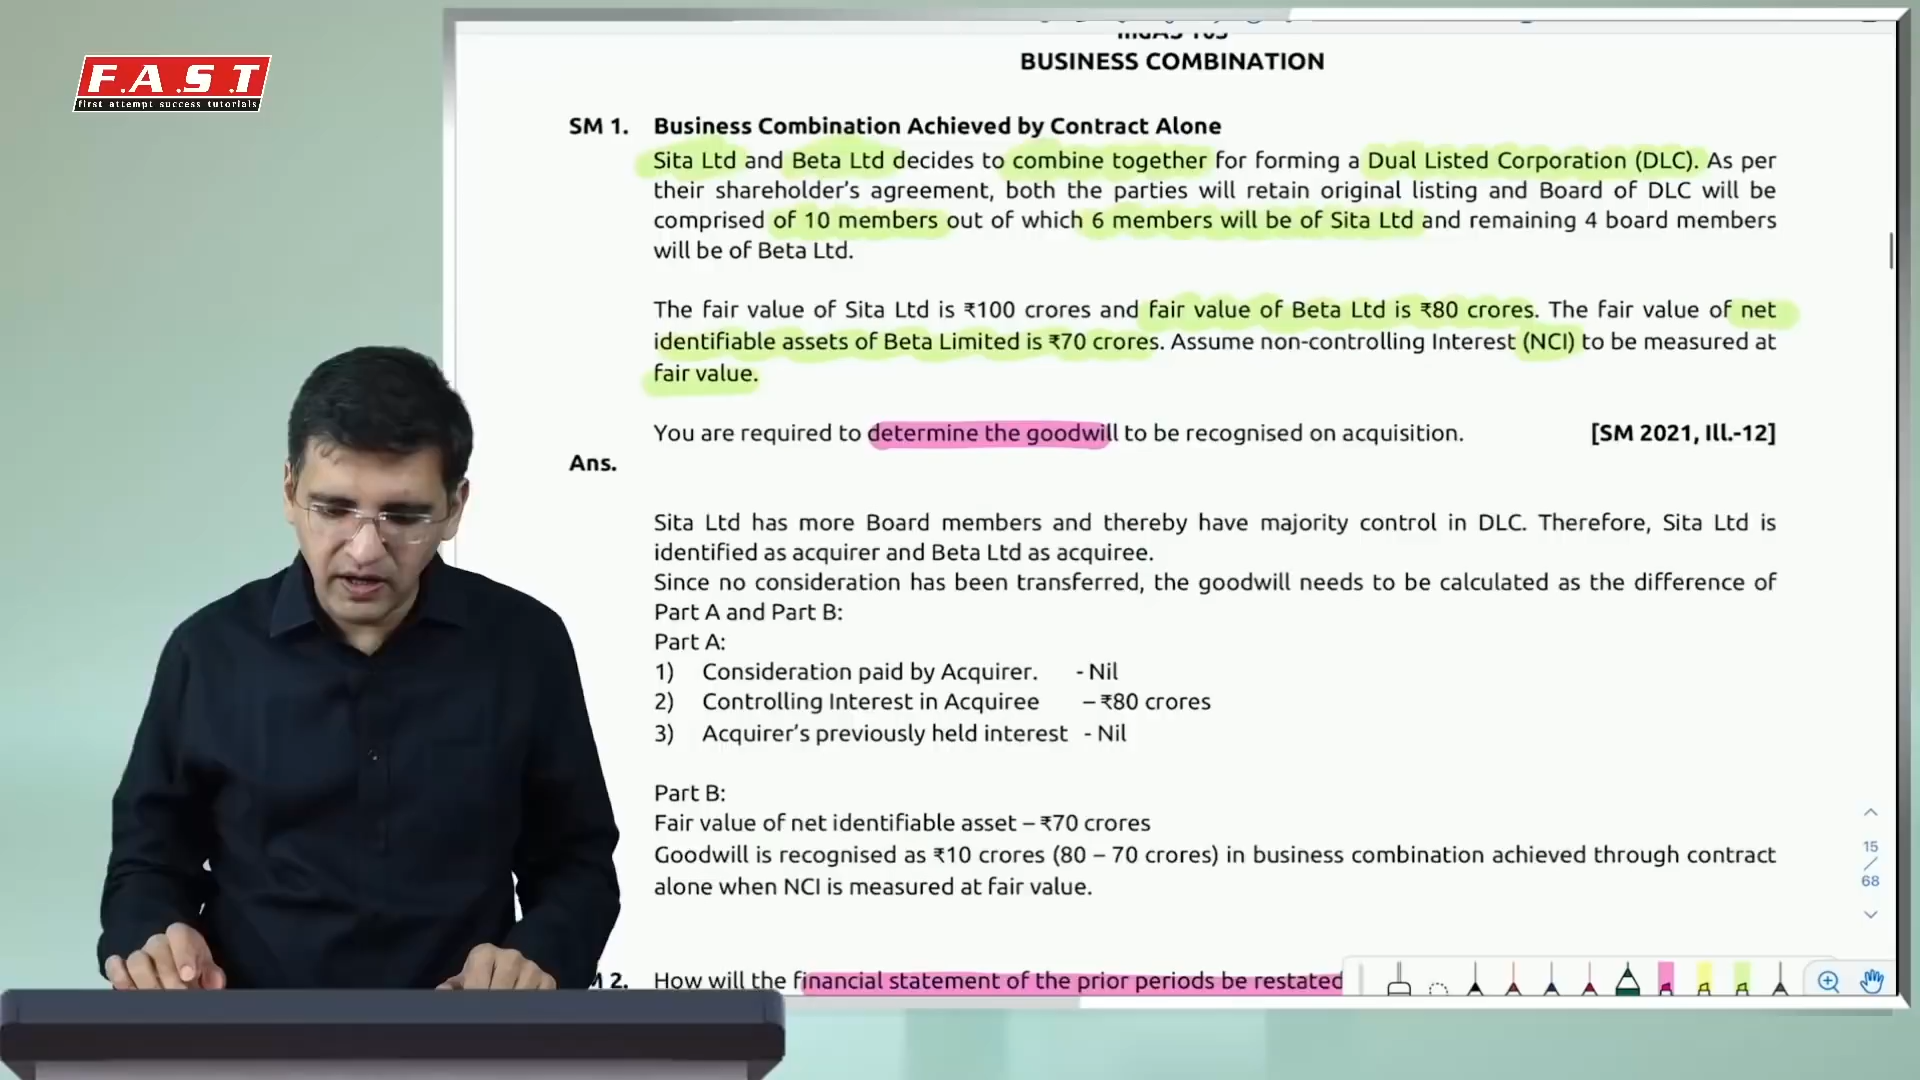 F.A.S.T
first attempt success tutorials
BUSINESS COMBINATION
SM 1. Business Combination Achieved by Contract Alone
Sita Ltd and Beta Ltd decides to combine together for forming a Dual Listed Corporation (DLC). As per
their shareholder's agreement, both the parties will retain original listing and Board of DLC will be
comprised of 10 members out of which 6 members will be of Sita Ltd and remaining 4 board members
will be of Beta Ltd.
The fair value of Sita Ltd is ₹100 crores and fair value of Beta Ltd is ₹80 crores. The fair value of net
identifiable assets of Beta Limited is ₹70 crores. Assume non-controlling Interest (NCI) to be measured at
fair value.
You are required to determine the goodwill to be recognised on acquisition. [SM 2021, Ill.-12]
Ans.
Sita Ltd has more Board members and thereby have majority control in DLC. Therefore, Sita Ltd is
identified as acquirer and Beta Ltd as acquiree.
Since no consideration has been transferred, the goodwill needs to be calculated as the difference of
Part A and Part B:
Part A:
1) Consideration paid by Acquirer. - Nil
2) Controlling Interest in Acquiree – ₹80 crores
3) Acquirer's previously held interest - Nil
Part B:
Fair value of net identifiable asset – ₹70 crores
Goodwill is recognised as ₹10 crores (80 – 70 crores) in business combination achieved through contract
alone when NCI is measured at fair value.
2. How will the financial statement of the prior periods be restated
15
/
68